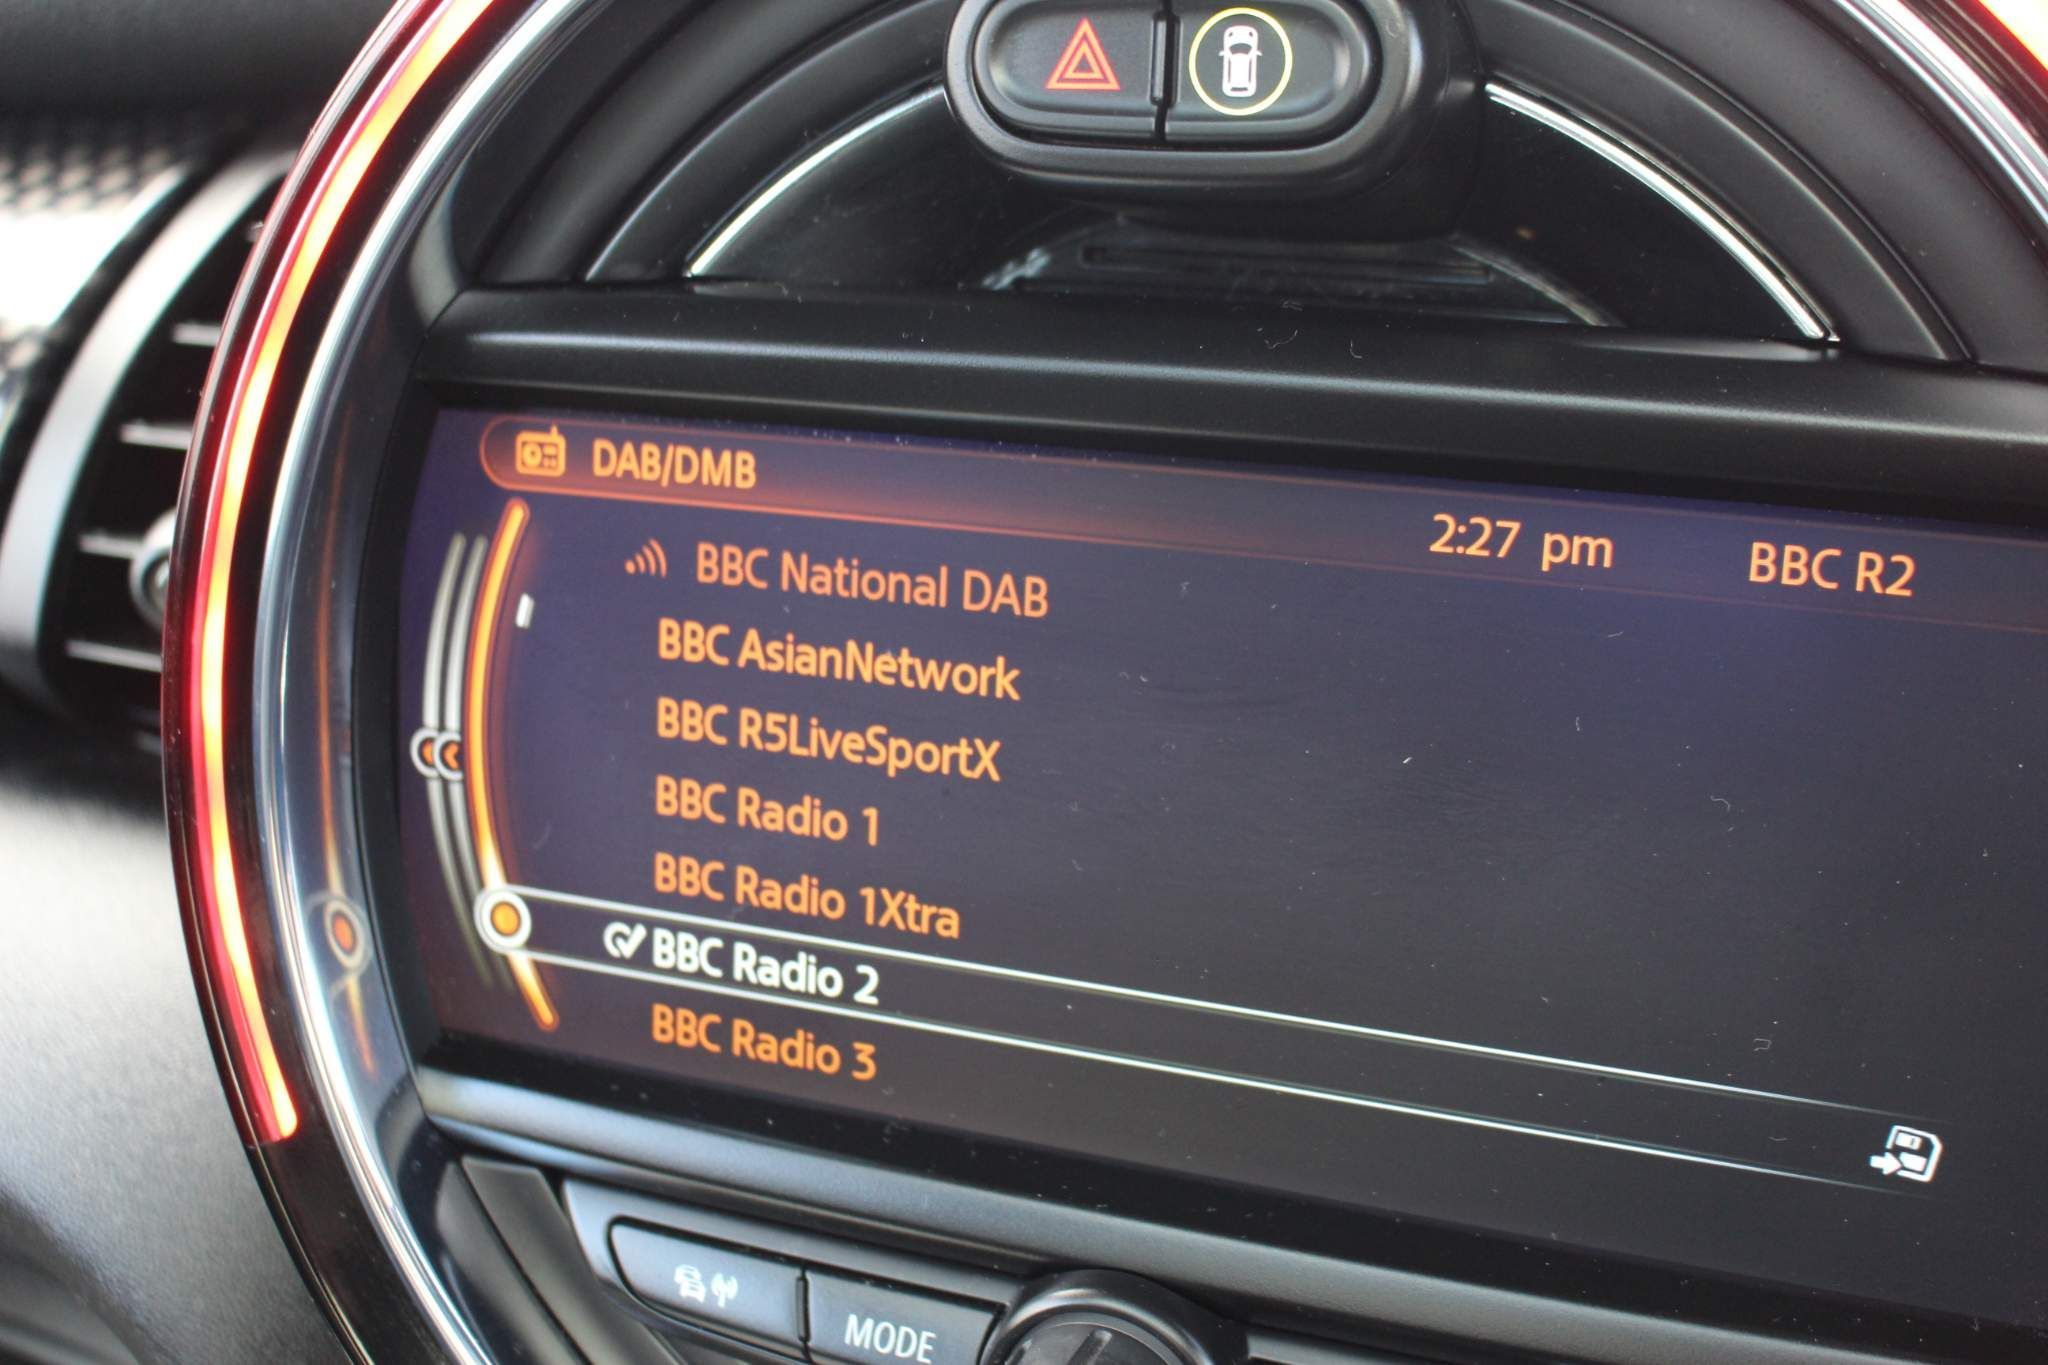 DAB/DMB
2:27 pm BBC R2
BBC National DAB
BBC AsianNetwork
BBC R5LiveSportX
BBC Radio 1
BBC Radio 1Xtra
BBC Radio 2
BBC Radio 3
MODE